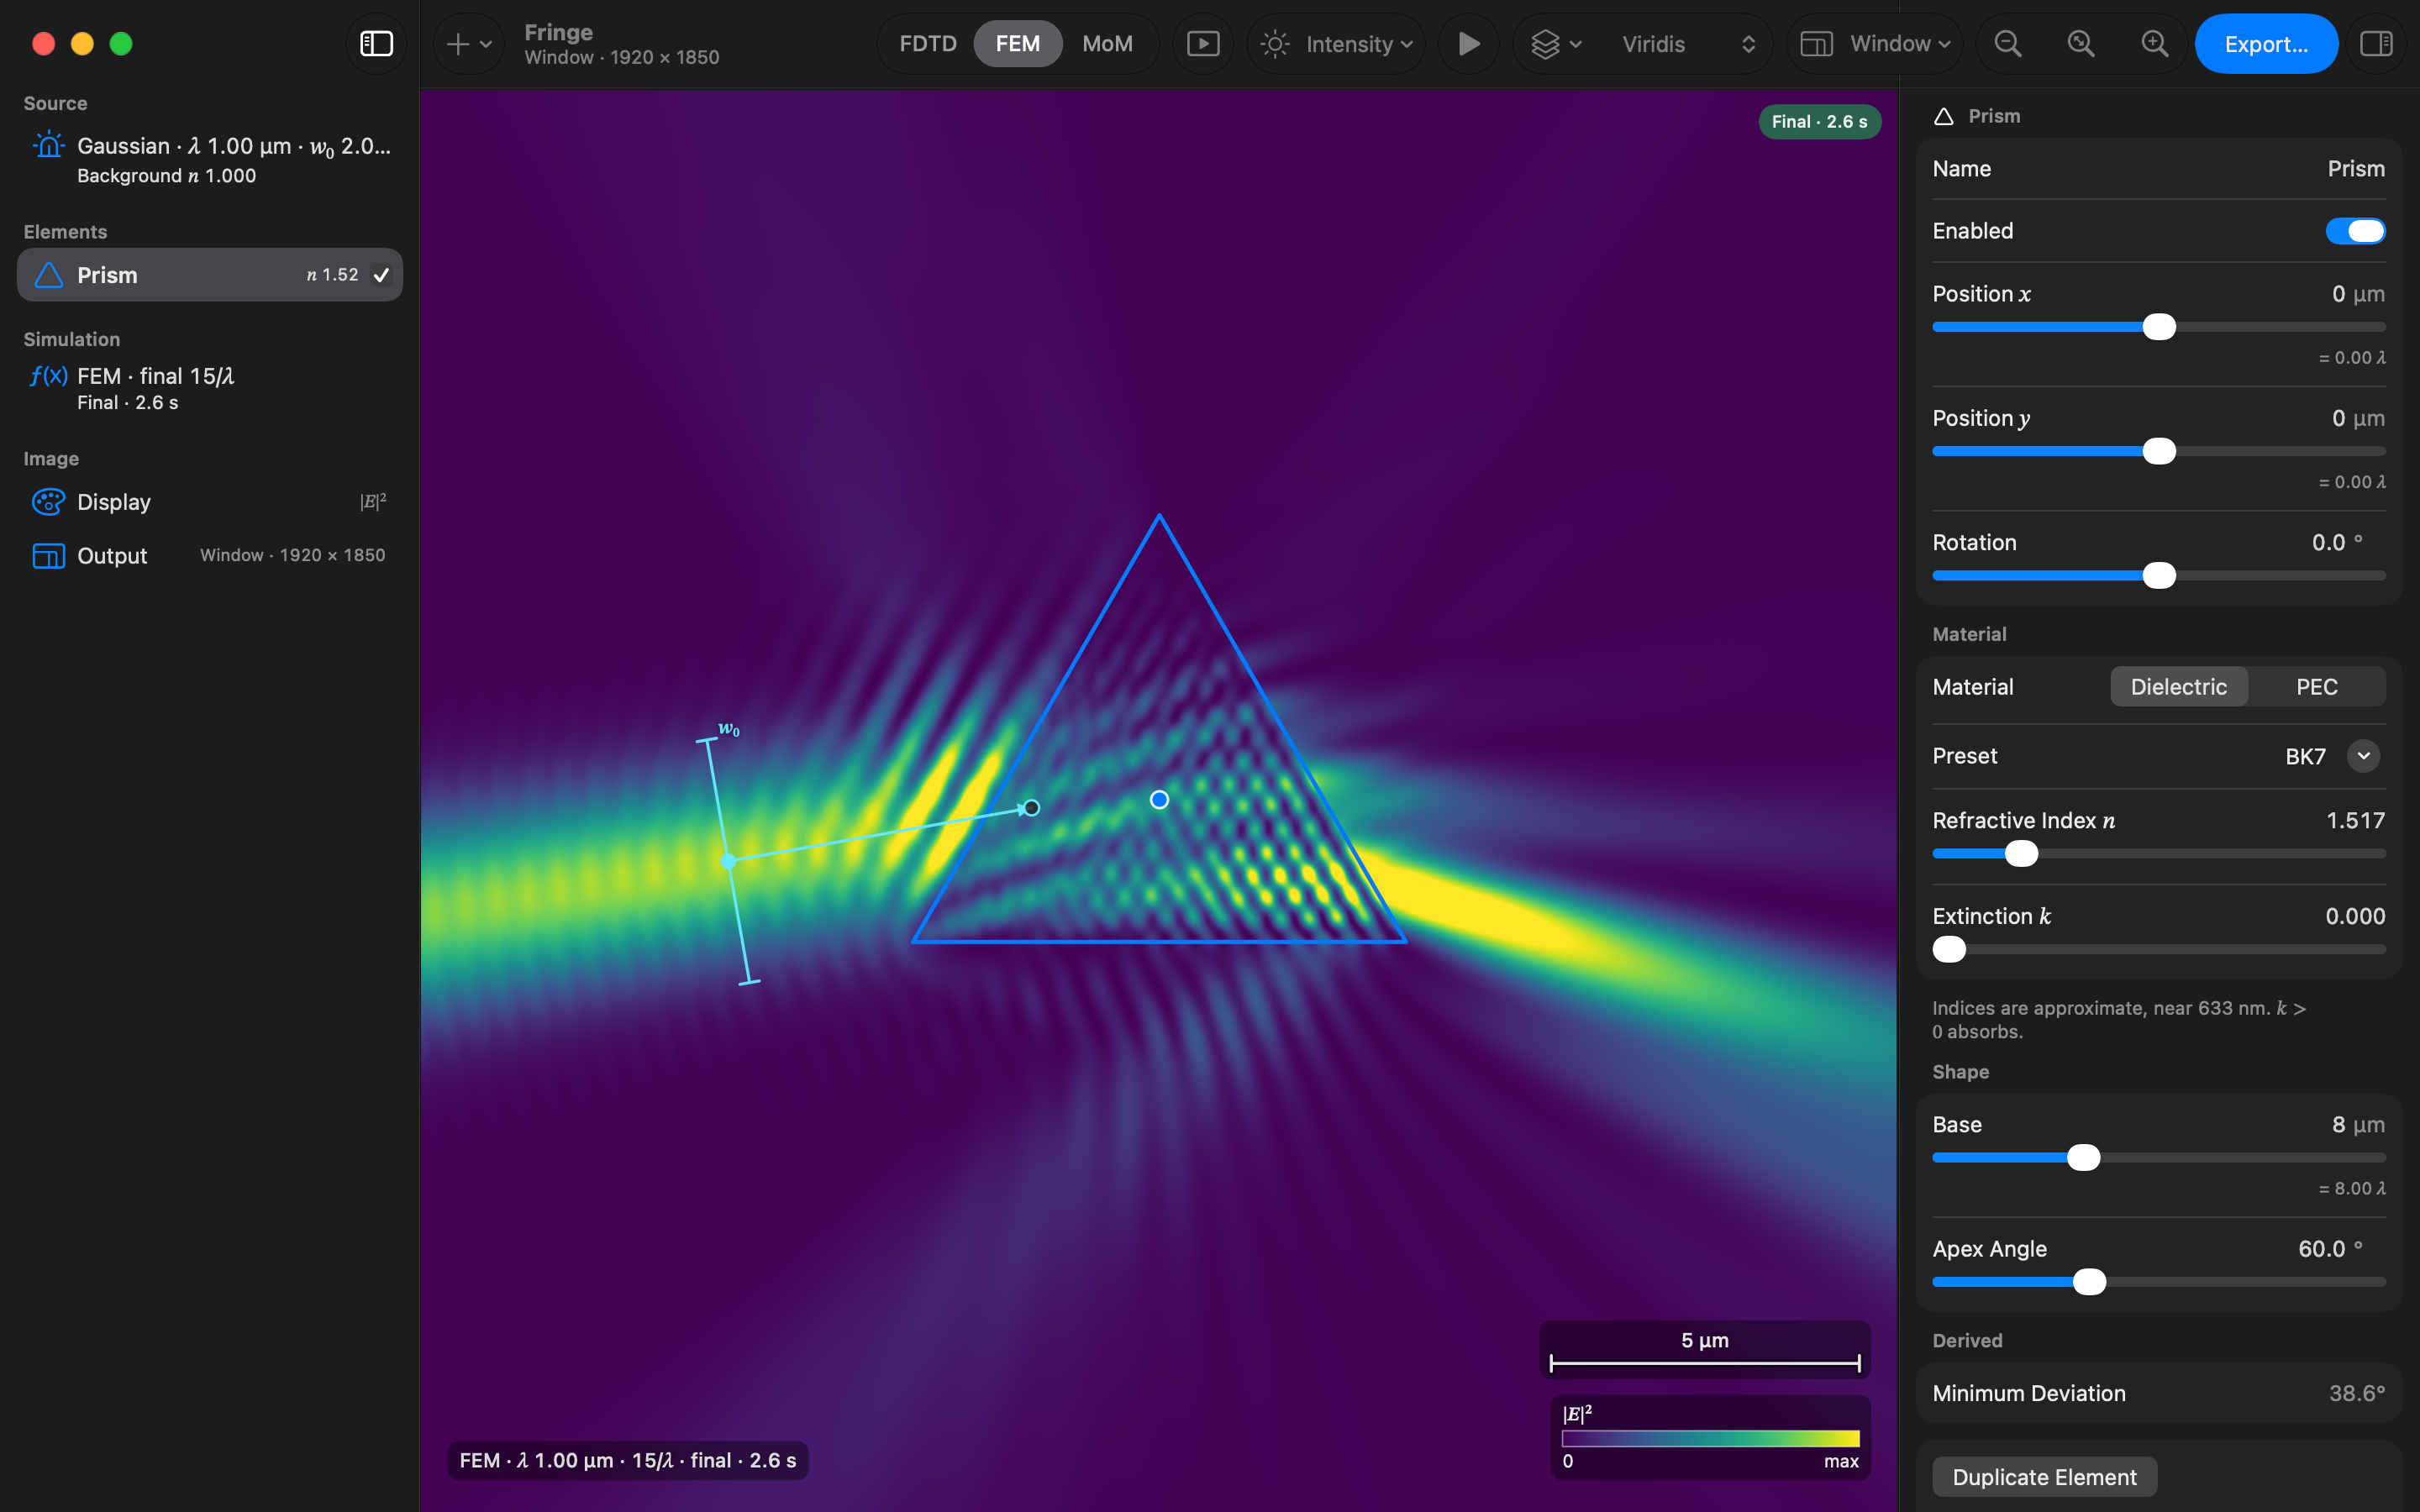 Fringe
Window · 1920 × 1850
FDTD FEM MoM
Intensity
Viridis
Window
Export...
Source
Gaussian · λ 1.00 µm · w₀ 2.0...
Background n 1.000
Elements
Prism n 1.52
Simulation
f(x) FEM · final 15/λ
Final · 2.6 s
Image
Display |E|²
Output Window · 1920 × 1850
Final · 2.6 s
w₀
5 µm
|E|²
0 max
FEM · λ 1.00 µm · 15/λ · final · 2.6 s
Prism
Name Prism
Enabled
Position x 0 µm
= 0.00 λ
Position y 0 µm
= 0.00 λ
Rotation 0.0 °
Material
Material Dielectric PEC
Preset BK7
Refractive Index n 1.517
Extinction k 0.000
Indices are approximate, near 633 nm. k >
0 absorbs.
Shape
Base 8 µm
= 8.00 λ
Apex Angle 60.0 °
Derived
Minimum Deviation 38.6°
Duplicate Element